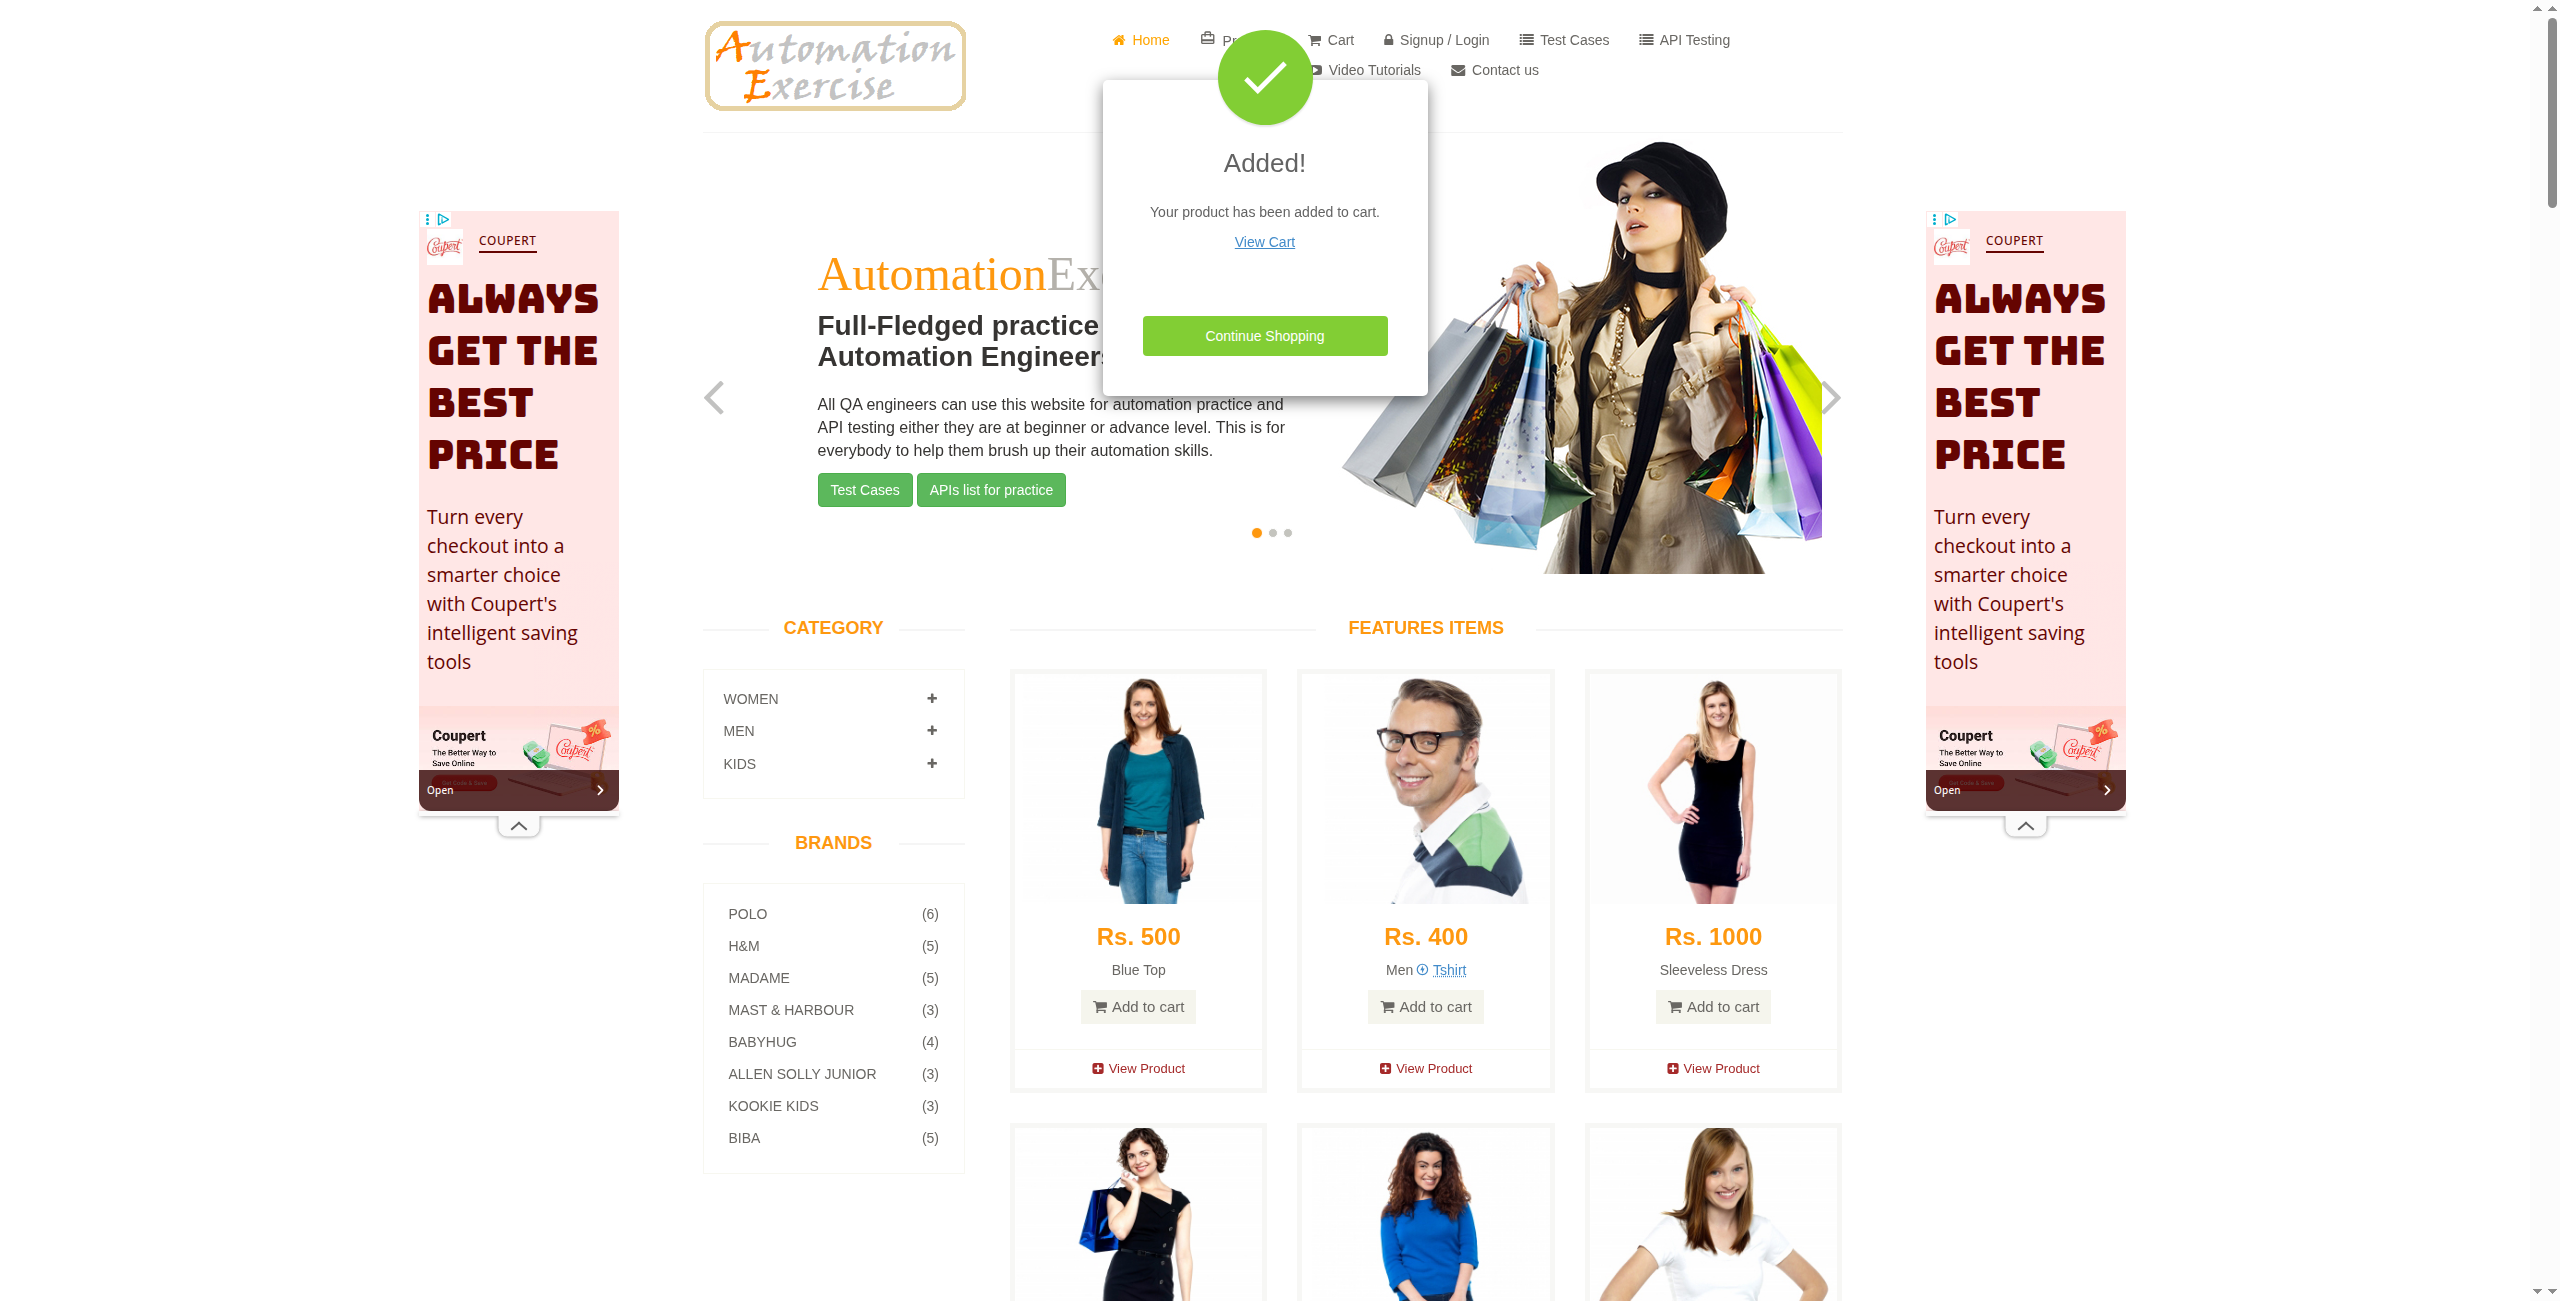 Automation
Exercise
Home
Cart
Signup / Login
Test Cases
API Testing
Video Tutorials
Contact us
Added!
Your product has been added to cart.
View Cart
Continue Shopping
Automation
Full-Fledged practice
Automation Engineers
All QA engineers can use this website for automation practice and
API testing either they are at beginner or advance level. This is for
everybody to help them brush up their automation skills.
Test Cases
APIs list for practice
Coupert
COUPERT
ALWAYS
GET THE
BEST
PRICE
Turn every
checkout into a
smarter choice
with Coupert's
intelligent saving
tools
Coupert
The Better Way to
Save Online
%
Coupert
Open
CATEGORY
WOMEN
MEN
KIDS
BRANDS
POLO (6)
H&M (5)
MADAME (5)
MAST & HARBOUR (3)
BABYHUG (4)
ALLEN SOLLY JUNIOR (3)
KOOKIE KIDS (3)
BIBA (5)
FEATURES ITEMS
Rs. 500
Blue Top
Add to cart
View Product
Rs. 400
Men Tshirt
Add to cart
View Product
Rs. 1000
Sleeveless Dress
Add to cart
View Product
Coupert
COUPERT
ALWAYS
GET THE
BEST
PRICE
Turn every
checkout into a
smarter choice
with Coupert's
intelligent saving
tools
Coupert
The Better Way to
Save Online
%
Coupert
Open